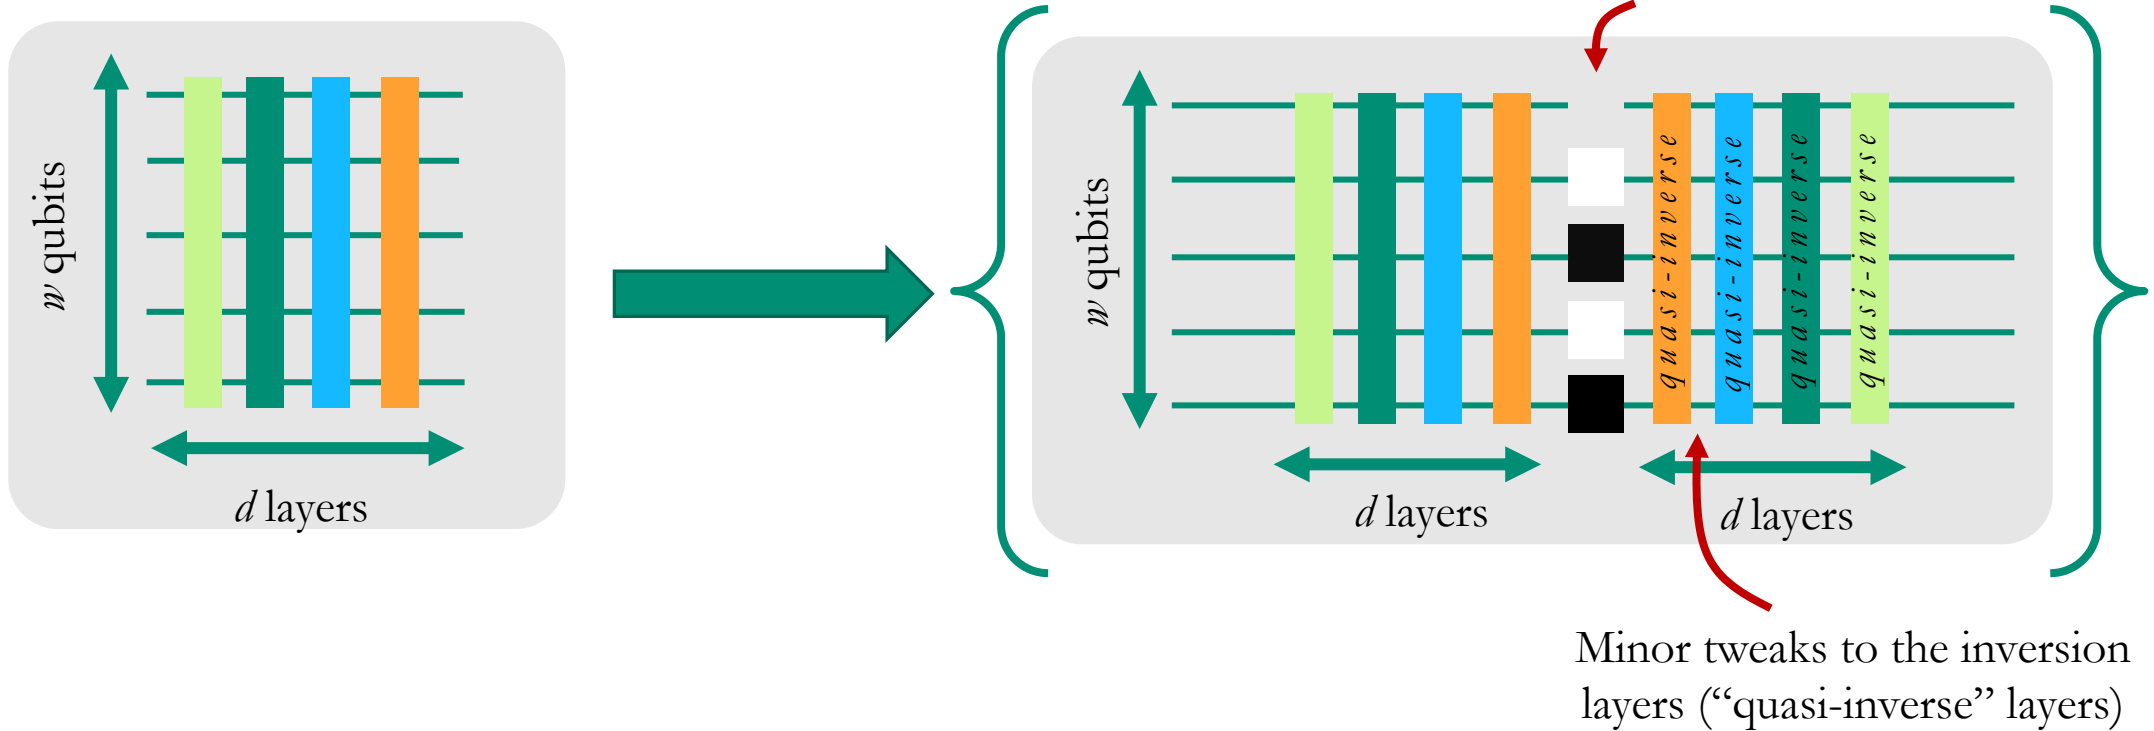 w qubits
d layers
w qubits
quasi-inverse
quasi-inverse
quasi-inverse
quasi-inverse
d layers
d layers
Minor tweaks to the inversion
layers (“quasi-inverse” layers)